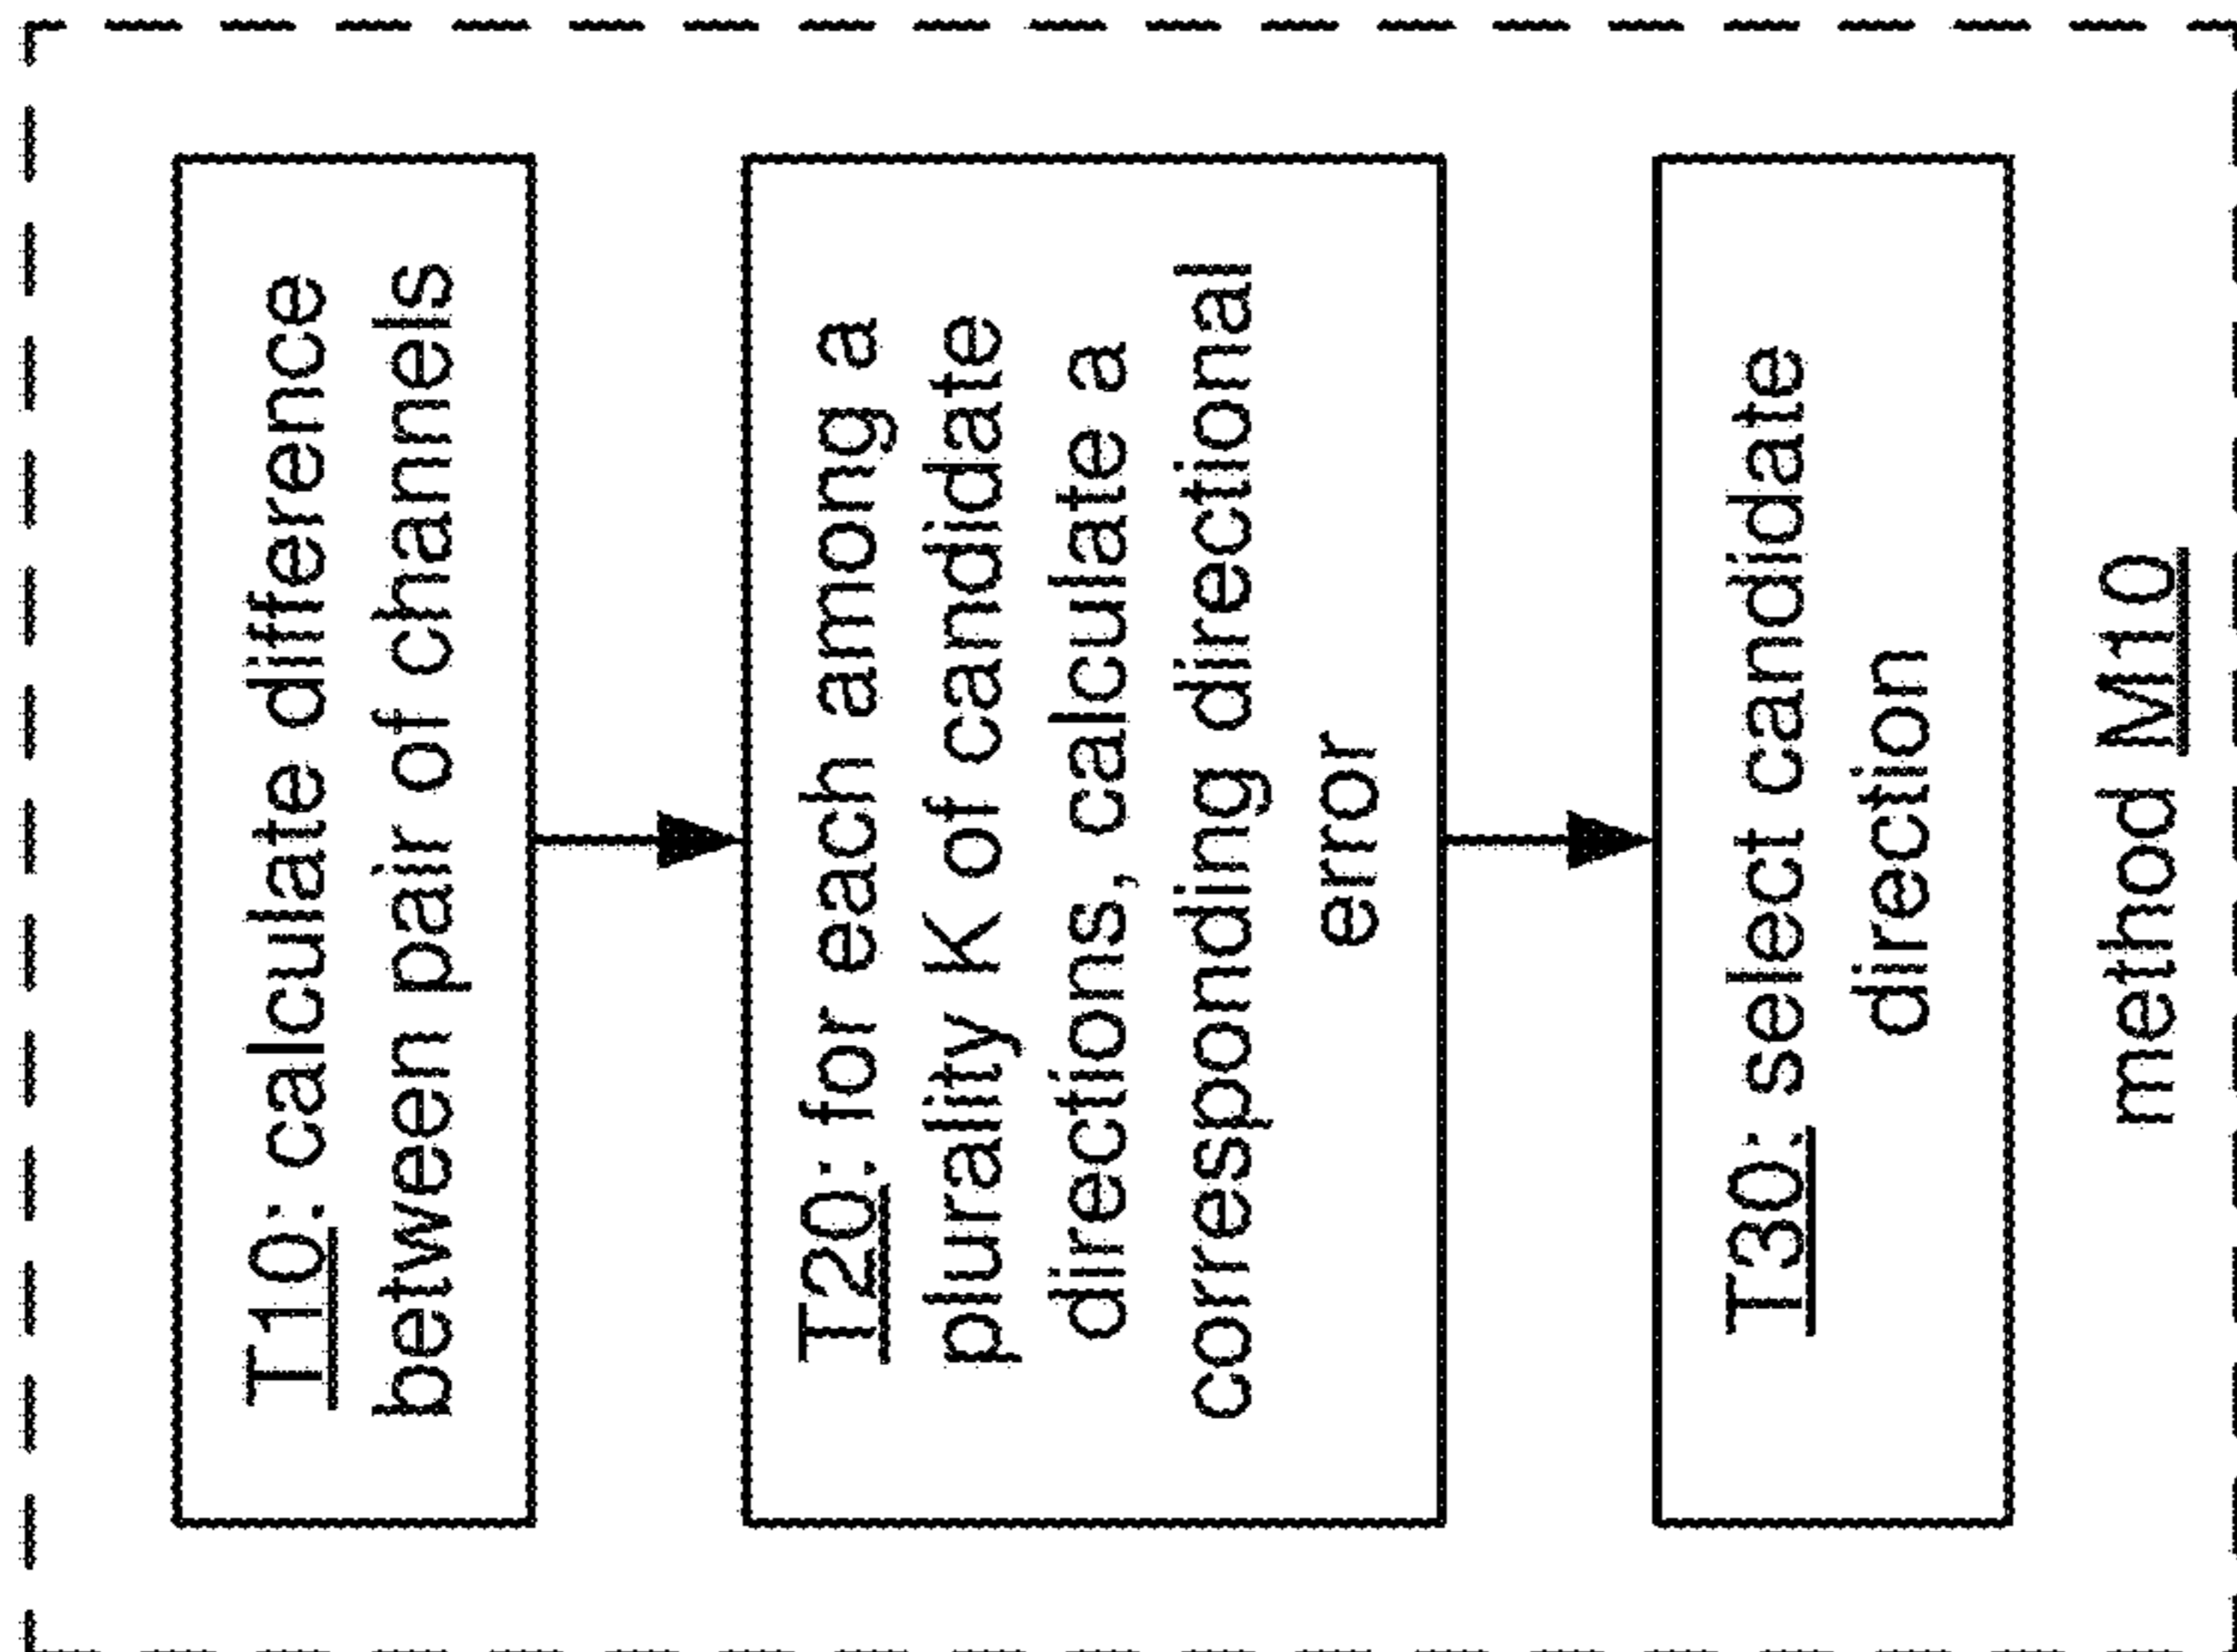 T10: calculate difference
between pair of channels
T20: for each among a
plurality K of candidate
directions, calculate a
corresponding directional
error
T30: select candidate
direction
method M10